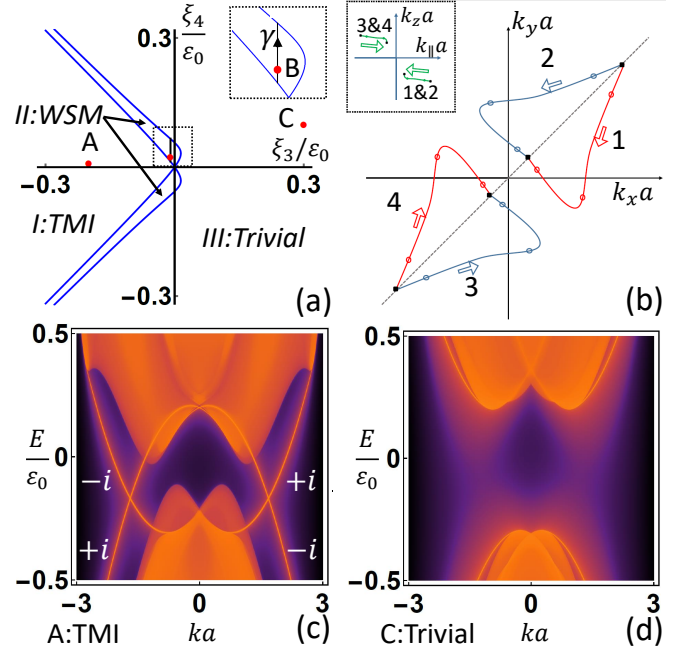 0.3
ξ4/ε0
γ
B
II:WSM
A
C
ξ3/ε0
−0.3
0.3
I:TMI
III:Trivial
−0.3
(a)
kza
3&4
k∥a
1&2
kya
2
1
kxa
4
3
(b)
0.5
E/ε0
0
−i
+i
+i
−i
−0.5
−3
0
3
A:TMI
ka
(c)
0.5
E/ε0
0
−0.5
−3
0
3
C:Trivial
ka
(d)